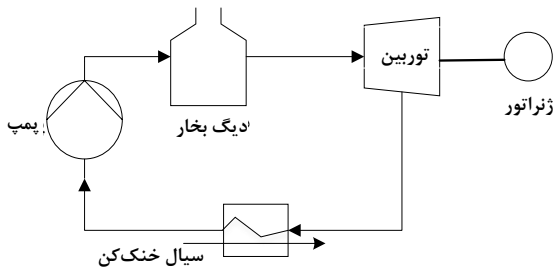 توربین
ژنراتور
دیگ بخار
پمپ
سیال خنک‌کن